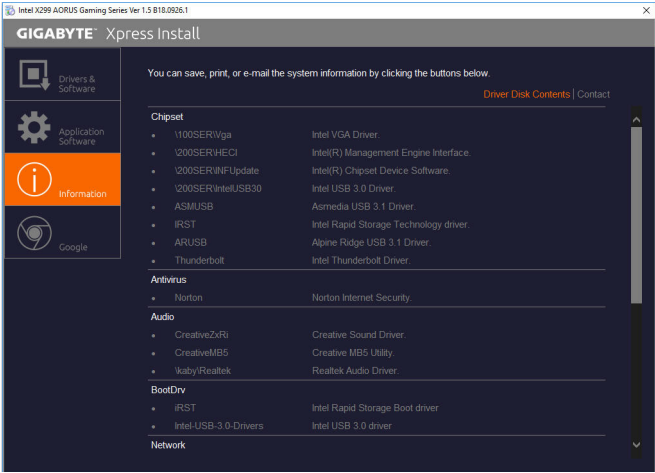 Intel X299 AORUS Gaming Series Ver 1.5 B18.0926.1
GIGABYTE™ Xpress Install
Drivers &
Software
Application
Software
Information
Google
You can save, print, or e-mail the system information by clicking the buttons below.
Driver Disk Contents | Contact
Chipset
\100SER\Vga Intel VGA Driver.
\200SER\HECI Intel(R) Management Engine Interface.
\200SER\INFUpdate Intel(R) Chipset Device Software.
\200SER\IntelUSB30 Intel USB 3.0 Driver.
ASMUSB Asmedia USB 3.1 Driver.
IRST Intel Rapid Storage Technology driver.
ARUSB Alpine Ridge USB 3.1 Driver.
Thunderbolt Intel Thunderbolt Driver.
Antivirus
Norton Norton Internet Security.
Audio
CreativeZxRi Creative Sound Driver.
CreativeMB5 Creative MB5 Utility.
\kaby\Realtek Realtek Audio Driver.
BootDrv
iRST Intel Rapid Storage Boot driver
Intel-USB-3.0-Drivers Intel USB 3.0 driver
Network